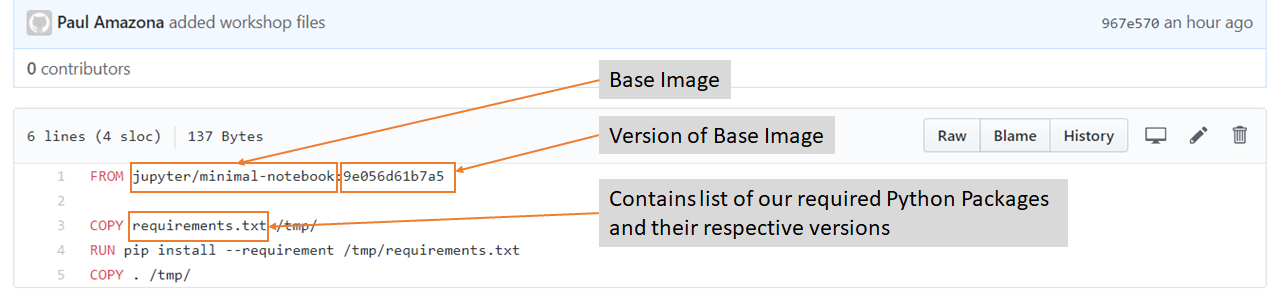 Paul Amazona added workshop files
967e570 an hour ago
0 contributors
Base Image
6 lines (4 sloc) 137 Bytes
Version of Base Image
Raw Blame History
1 FROM jupyter/minimal-notebook:9e056d61b7a5
2
Contains list of our required Python Packages
and their respective versions
3 COPY requirements.txt /tmp/
4 RUN pip install --requirement /tmp/requirements.txt
5 COPY . /tmp/